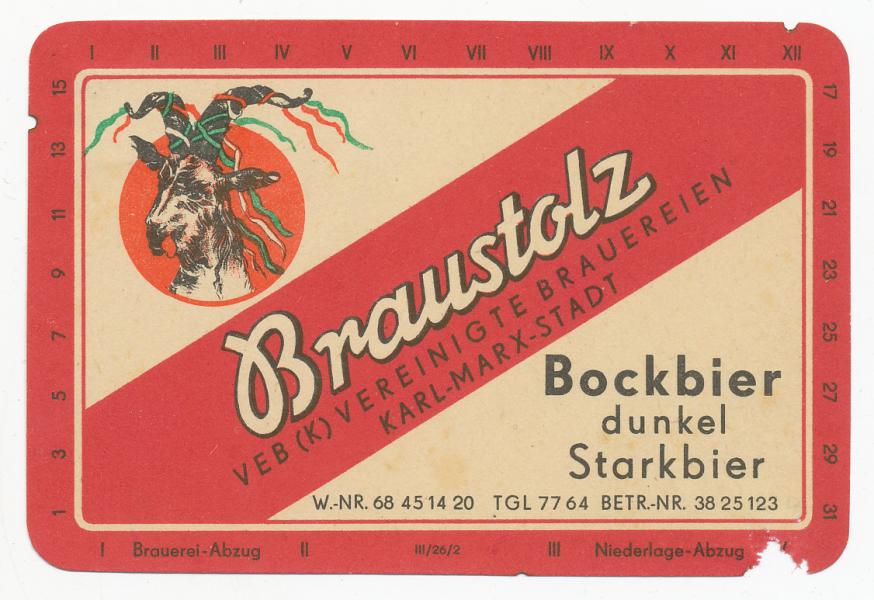 I II III IV V VI VII VIII IX X XI XII
15
13
11
9
7
5
3
1
17
19
21
23
25
27
29
31
Braustolz
VEB (K) VEREINIGTE BRAUEREIEN
KARL-MARX-STADT
Bockbier
dunkel
Starkbier
W.-NR. 68 45 14 20 TGL 77 64 BETR.-NR. 38 25 123
I Brauerei-Abzug II III/26/2 III Niederlage-Abzug